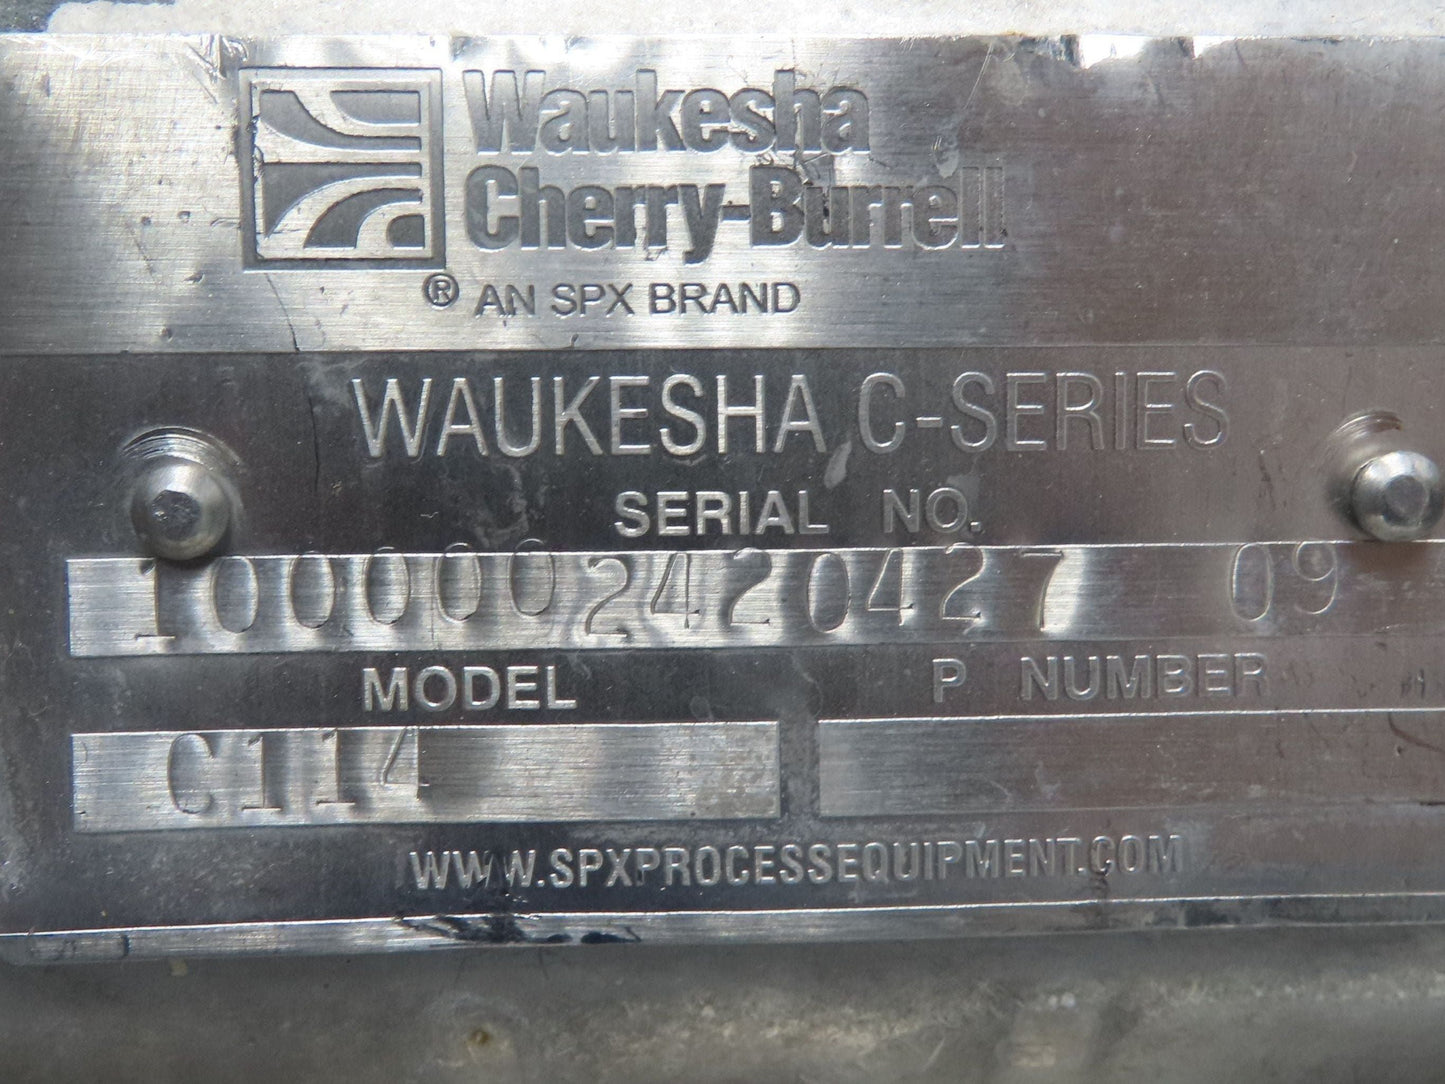 Waukesha
Cherry-Burrell
® AN SPX BRAND
WAUKESHA C-SERIES
SERIAL NO.
1000002420427 09
MODEL P NUMBER
C114
WWW.SPXPROCESSEQUIPMENT.COM